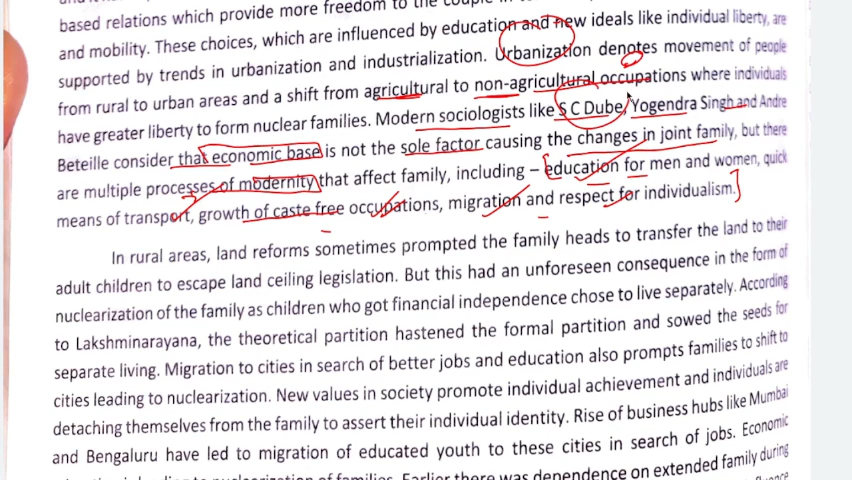 based relations which provide more freedom to the couple in
and mobility. These choices, which are influenced by education and new ideals like individual liberty, are
supported by trends in urbanization and industrialization. Urbanization denotes movement of people
from rural to urban areas and a shift from agricultural to non-agricultural occupations where individuals
have greater liberty to form nuclear families. Modern sociologists like S C Dube, Yogendra Singh and Andre
Beteille consider that economic base is not the sole factor causing the changes in joint family, but there
are multiple processes of modernity that affect family, including – education for men and women, quick
means of transport, growth of caste free occupations, migration and respect for individualism.
In rural areas, land reforms sometimes prompted the family heads to transfer the land to their
adult children to escape land ceiling legislation. But this had an unforeseen consequence in the form of
nuclearization of the family as children who got financial independence chose to live separately. According
to Lakshminarayana, the theoretical partition hastened the formal partition and sowed the seeds for
separate living. Migration to cities in search of better jobs and education also prompts families to shift to
cities leading to nuclearization. New values in society promote individual achievement and individuals are
detaching themselves from the family to assert their individual identity. Rise of business hubs like Mumbai
and Bengaluru have led to migration of educated youth to these cities in search of jobs. Economic
of families. Earlier there was dependence on extended family during